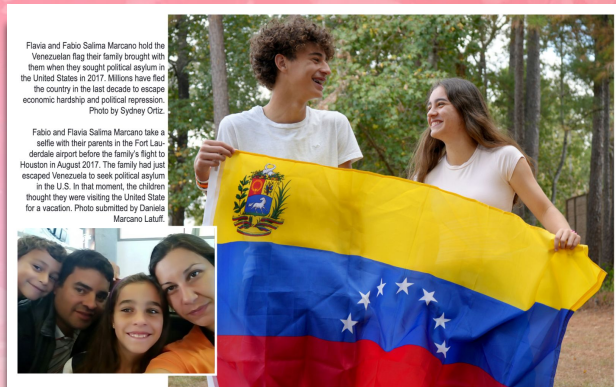 Flavia and Fabio Salima Marcano hold the
Venezuelan flag their family brought with
them when they sought political asylum in
the United States in 2017. Millions have fled
the country in the last decade to escape
economic hardship and political repression.
Photo by Sydney Ortiz.
Fabio and Flavia Salima Marcano take a
selfie with their parents in the Fort Lau-
derdale airport before the family's flight to
Houston in August 2017. The family had just
escaped Venezuela to seek political asylum
in the U.S. In that moment, the children
thought they were visiting the United State
for a vacation. Photo submitted by Daniela
Marcano Latuff.